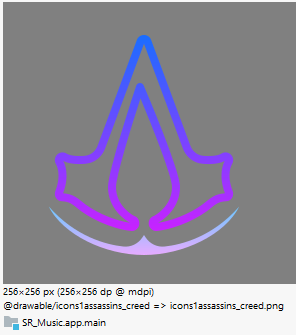 256×256 px (256×256 dp @ mdpi)
@drawable/icons1assassins_creed => icons1assassins_creed.png
SR_Music.app.main